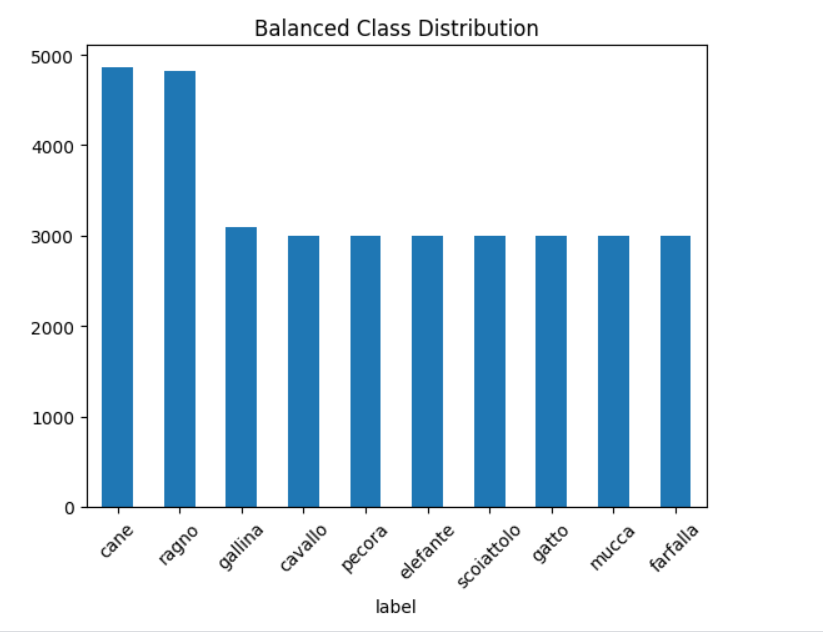 Balanced Class Distribution
5000
4000
3000
2000
1000
0
cane ragno gallina cavallo pecora elefante scoiattolo gatto mucca farfalla
label